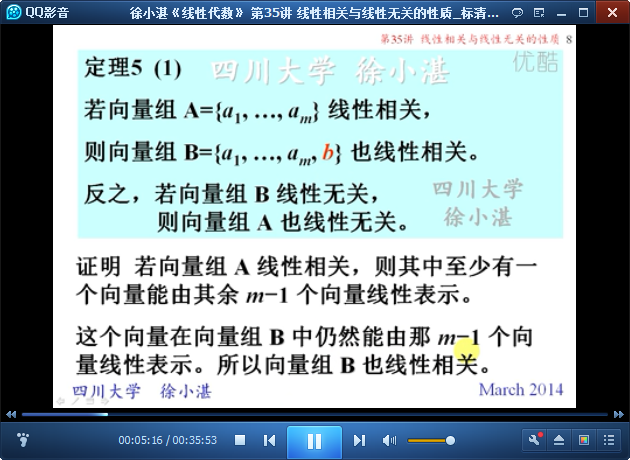 QQ影音
徐小湛《线性代数》 第35讲 线性相关与线性无关的性质_标清...
第35讲 线性相关与线性无关的性质 8
定理5 (1) 四川大学 徐小湛
优酷
若向量组 A={a1, …, am} 线性相关，
则向量组 B={a1, …, am, b} 也线性相关。
反之，若向量组 B 线性无关，
则向量组 A 也线性无关。
四川大学
徐小湛
证明 若向量组 A 线性相关，则其中至少有一
个向量能由其余 m−1 个向量线性表示。
这个向量在向量组 B 中仍然能由那 m−1 个向
量线性表示。所以向量组 B 也线性相关。
四川大学 徐小湛 March 2014
00:05:16 / 00:35:53